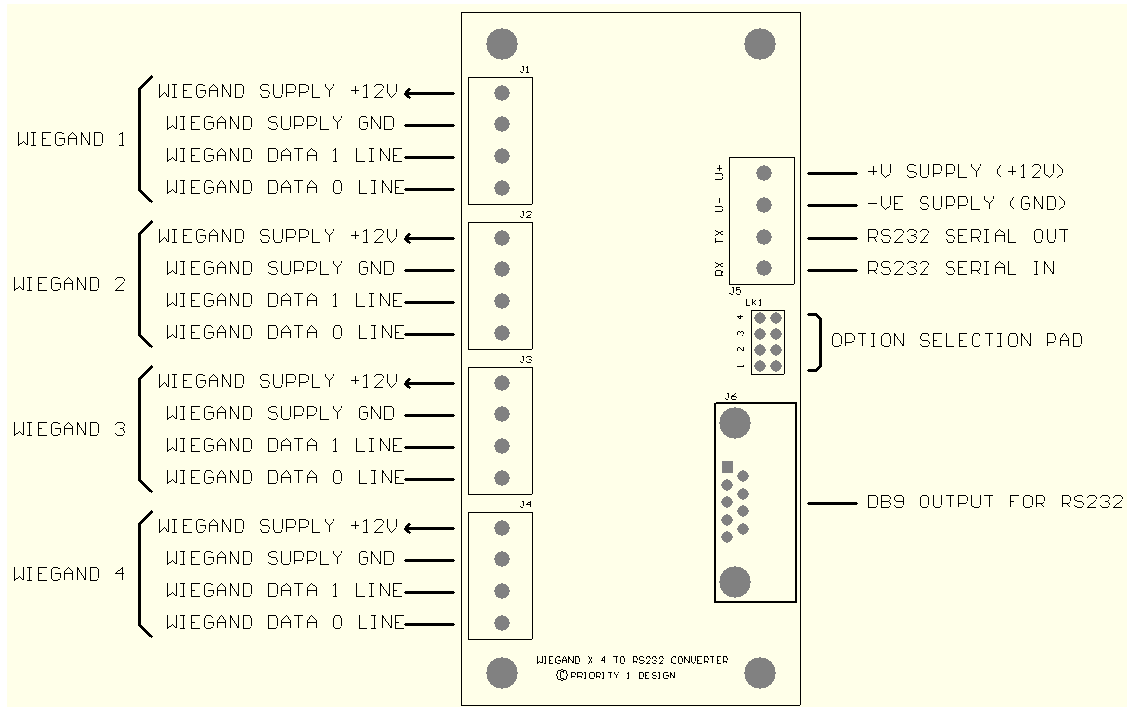 J1
WIEGAND SUPPLY +12V
WIEGAND SUPPLY GND
WIEGAND 1
WIEGAND DATA 1 LINE
WIEGAND DATA 0 LINE
J2
WIEGAND SUPPLY +12V
WIEGAND SUPPLY GND
WIEGAND 2
WIEGAND DATA 1 LINE
WIEGAND DATA 0 LINE
J3
WIEGAND SUPPLY +12V
WIEGAND SUPPLY GND
WIEGAND 3
WIEGAND DATA 1 LINE
WIEGAND DATA 0 LINE
J4
WIEGAND SUPPLY +12V
WIEGAND SUPPLY GND
WIEGAND 4
WIEGAND DATA 1 LINE
WIEGAND DATA 0 LINE
V+ +V SUPPLY (+12V)
V- -VE SUPPLY (GND)
TX RS232 SERIAL OUT
RX RS232 SERIAL IN
J5
LK1
4
3
2
1
OPTION SELECTION PAD
J6
DB9 OUTPUT FOR RS232
WIEGAND X 4 TO RS232 CONVERTER
©PRIORITY 1 DESIGN